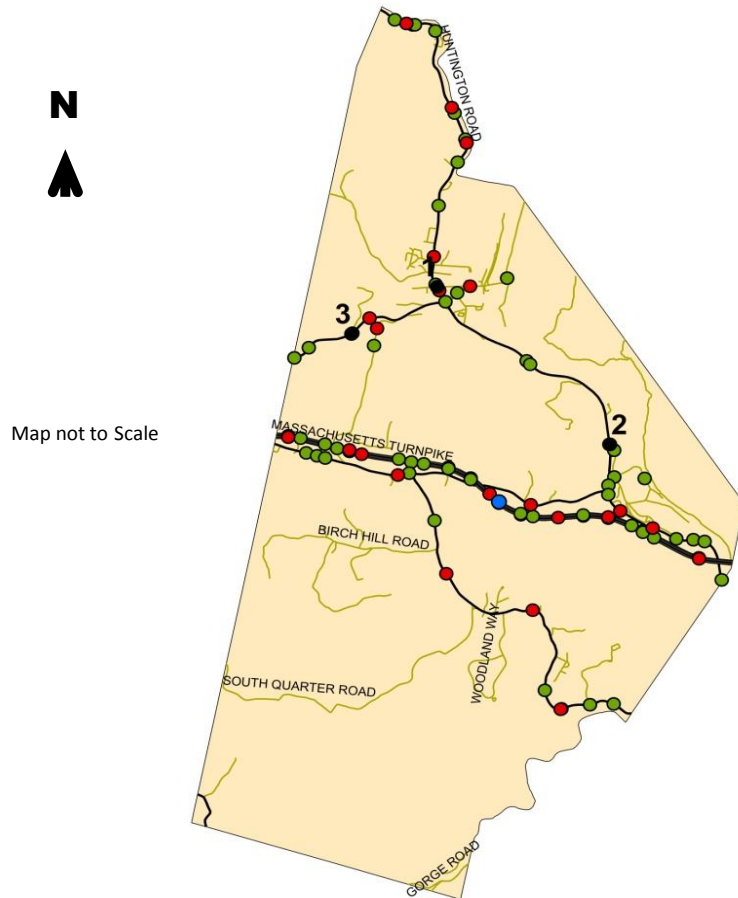 HUNTINGTON ROAD
N
1
3
2
Map not to Scale
MASSACHUSETTS TURNPIKE
BIRCH HILL ROAD
WOODLAND WAY
SOUTH QUARTER ROAD
GORGE ROAD